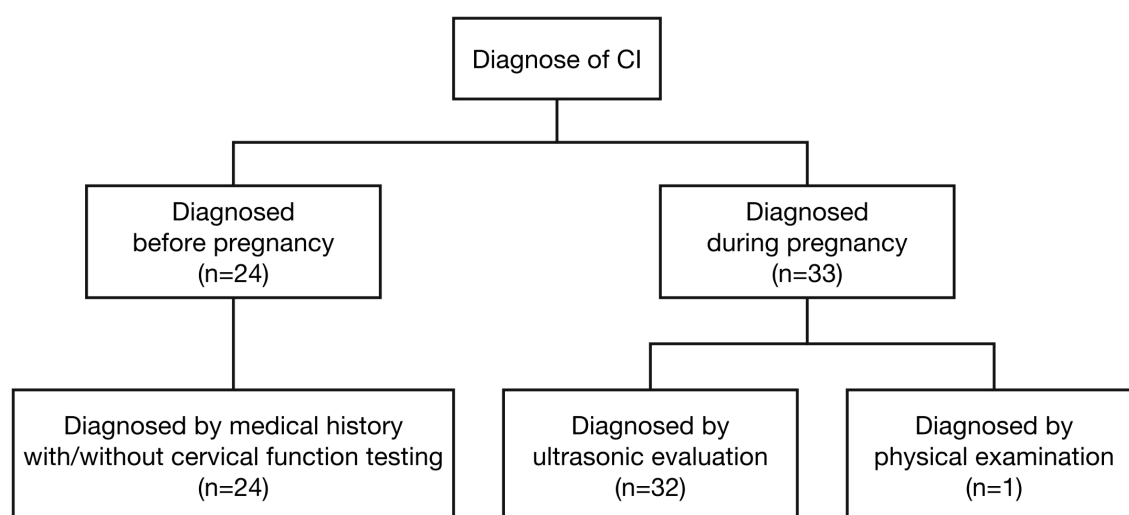 Diagnose of CI
Diagnosed
before pregnancy
(n=24)
Diagnosed
during pregnancy
(n=33)
Diagnosed by medical history
with/without cervical function testing
(n=24)
Diagnosed by
ultrasonic evaluation
(n=32)
Diagnosed by
physical examination
(n=1)